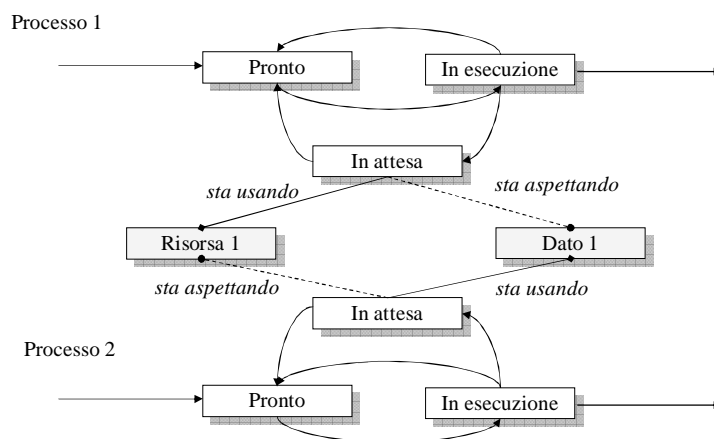 Processo 1
Pronto
In esecuzione
In attesa
sta usando
sta aspettando
Risorsa 1
Dato 1
sta aspettando
sta usando
In attesa
Processo 2
Pronto
In esecuzione